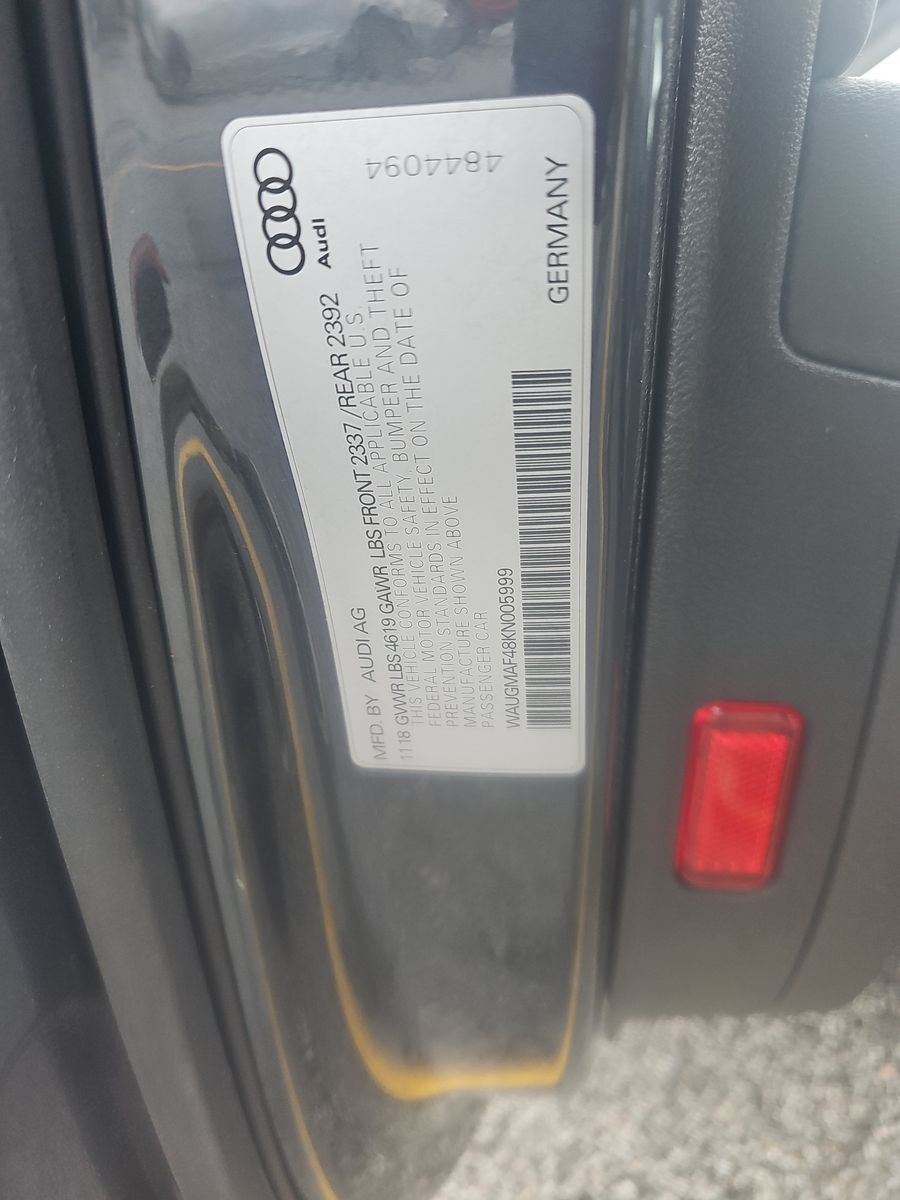 MFD. BY AUDI AG
11 18 GVWR LBS 4619 GAWR LBS FRONT 2337 / REAR 2392
THIS VEHICLE CONFORMS TO ALL APPLICABLE U.S.
FEDERAL MOTOR VEHICLE SAFETY, BUMPER AND THEFT
PREVENTION STANDARDS IN EFFECT ON THE DATE OF
MANUFACTURE SHOWN ABOVE
PASSENGER CAR
WAUGMAF48KN005999
Audi
4844094
GERMANY